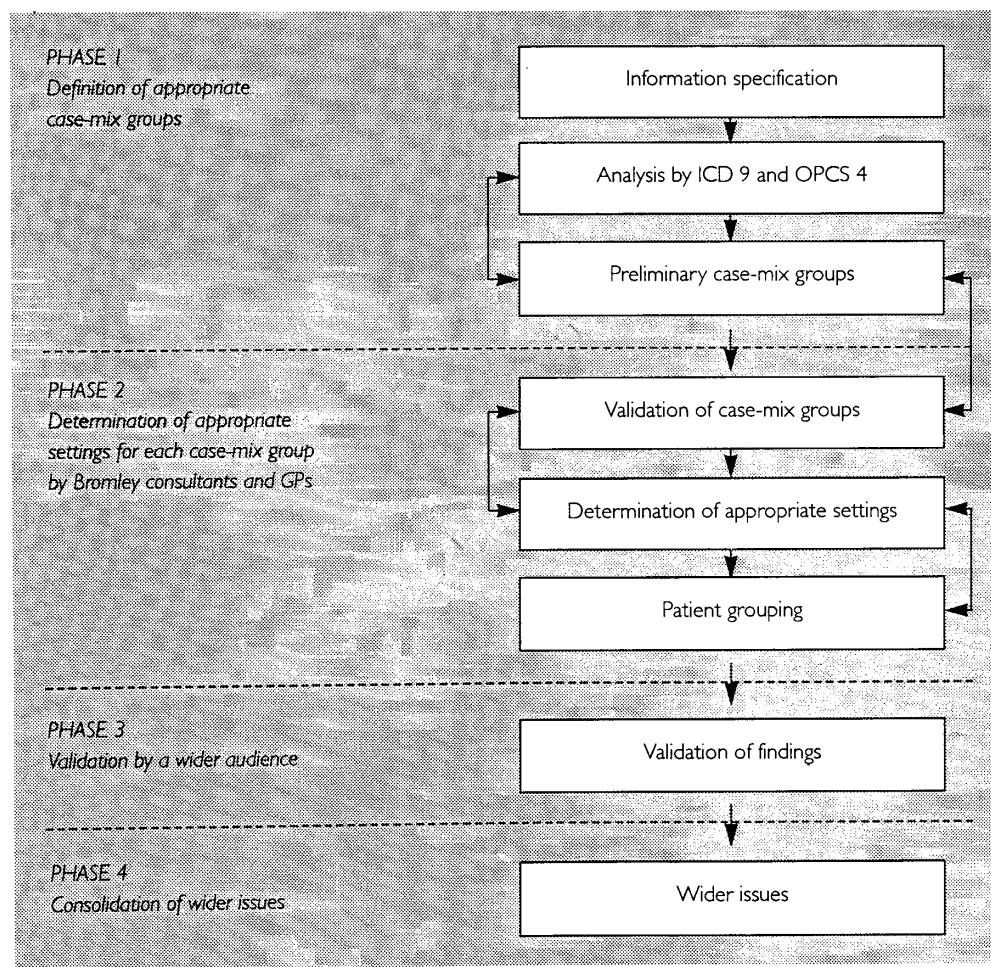 PHASE 1
Definition of appropriate
case-mix groups
Information specification
Analysis by ICD 9 and OPCS 4
Preliminary case-mix groups
PHASE 2
Determination of appropriate
settings for each case-mix group
by Bromley consultants and GPs
Validation of case-mix groups
Determination of appropriate settings
Patient grouping
PHASE 3
Validation by a wider audience
Validation of findings
PHASE 4
Consolidation of wider issues
Wider issues